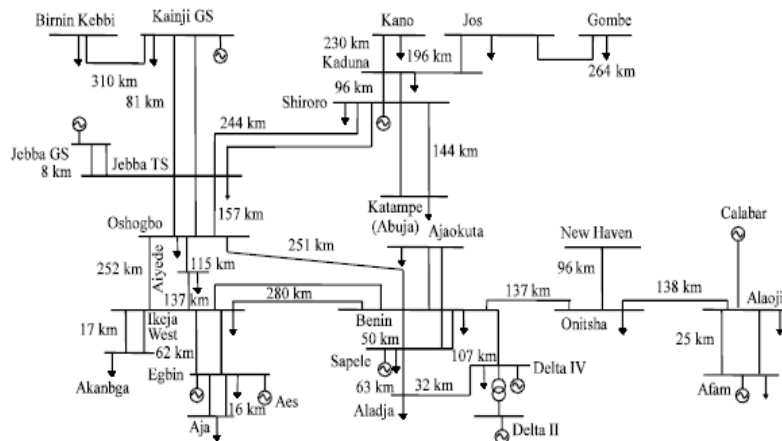 Birnin Kebbi
Kainji GS
Kano
Jos
Gombe
230 km
196 km
Kaduna
264 km
310 km
81 km
96 km
Shiroro
244 km
144 km
Jebba GS
8 km
Jebba TS
157 km
Katampe
(Abuja)
Ajaokuta
New Haven
Calabar
Oshogbo
251 km
252 km
Aiyede
115 km
96 km
137 km
280 km
137 km
138 km
Alaoji
17 km
Ikeja
West
Benin
Onitsha
62 km
50 km
25 km
Akanbga
Egbin
Sapele
107 km
Delta IV
Afam
63 km
32 km
16 km
Aes
Aladja
Aja
Delta II